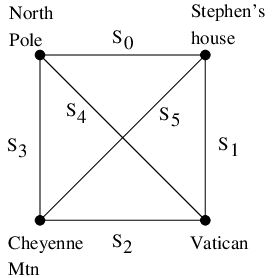 North
Pole
Stephen's
house
S0
S4
S5
S3
S1
S2
Cheyenne
Mtn
Vatican